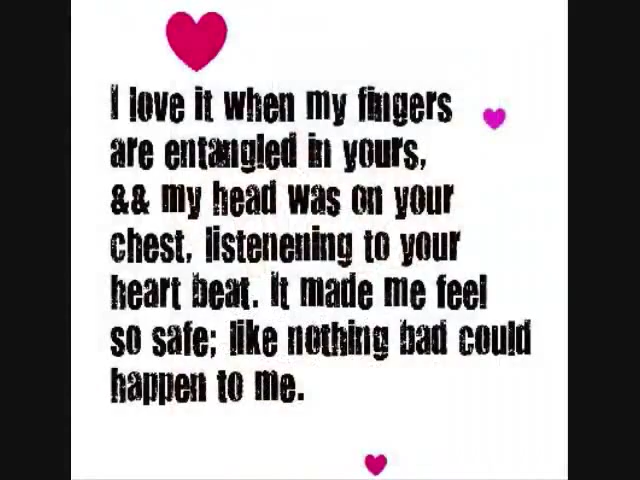 I love it when my fingers
are entangled in yours,
&& my head was on your
chest, listenening to your
heart beat. It made me feel
so safe; like nothing bad could
happen to me.